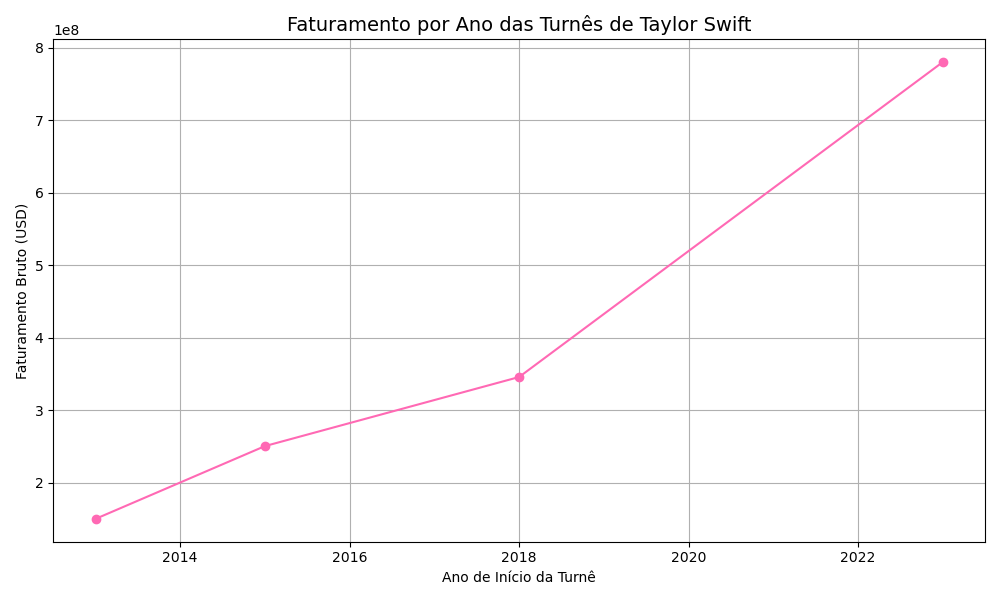 Faturamento por Ano das Turnês de Taylor Swift
1e8
8
7
6
5
4
3
2
Faturamento Bruto (USD)
2014 2016 2018 2020 2022
Ano de Início da Turnê